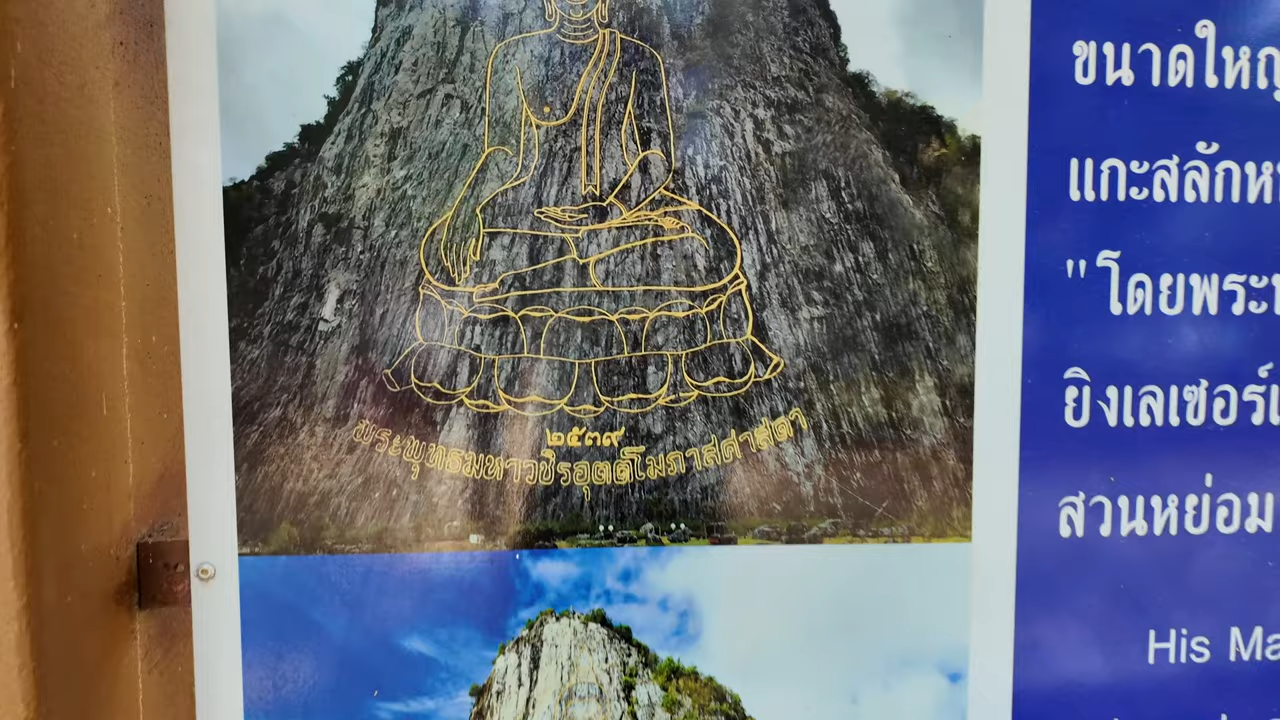 ๒๕๓๙
พระพุทธมหาวชิรอุตตโมภาสศาสดา
ขนาดใหญ
แกะสลักห
"โดยพระ
ยิงเลเซอร์
สวนหย่อม
His Ma